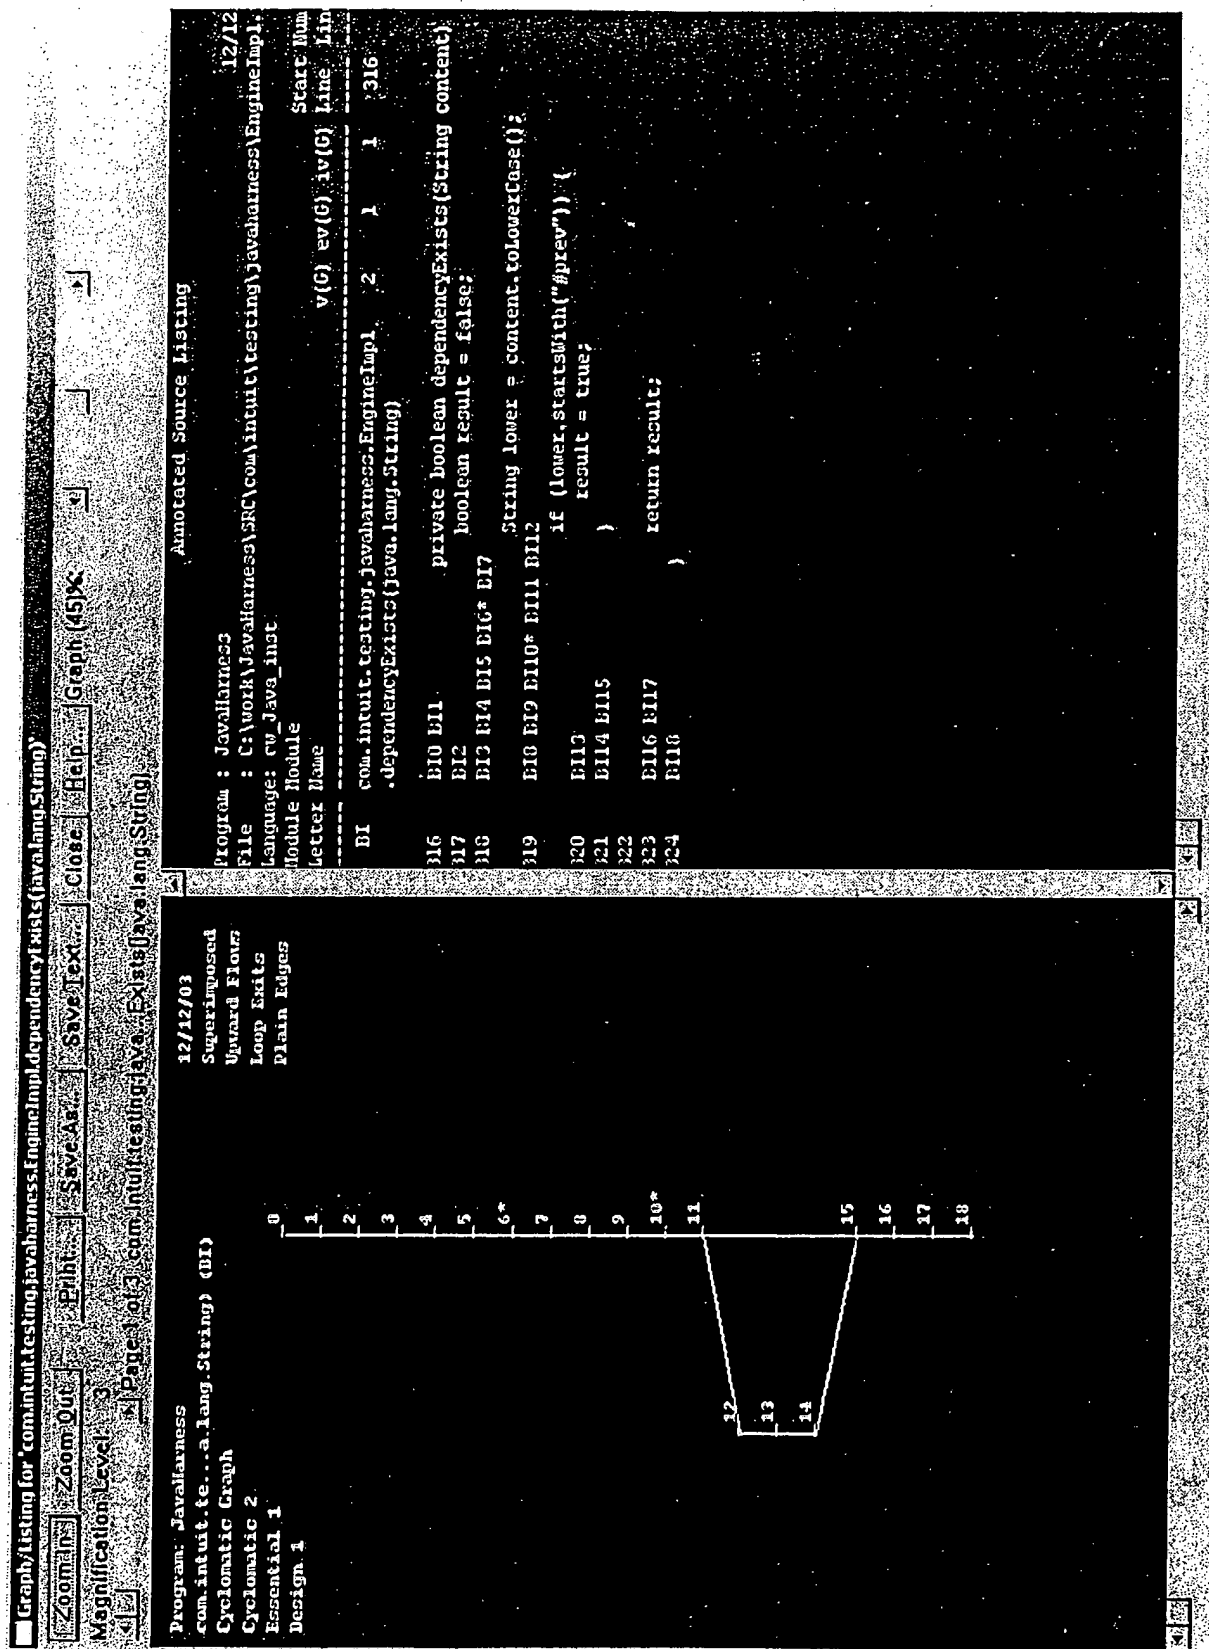 Graph/Listing for 'com.intuit.testing.javaharness.EngineImpl.dependencyExists(java.lang.String)'
Zoom In Zoom Out Print... Save As... Save Text... Close Help... Graph (45)%
Magnification Level: 3
Page 1 of 3 com.intuit.testing.java...Exists(java.lang.String)
Program: JavaHarness
com.intuit.te...a.lang.String) (BI)
Cyclomatic Graph
Cyclomatic 2
Essential 1
Design 1
12/12/03
Superimposed
Upward Flows
Loop Exits
Plain Edges
0
1
2
3
4
5
6*
7
8
9
10*
11
12
13
14
15
16
17
18
Annotated Source Listing
Program : JavaHarness 12/12
File : C:\work\JavaHarness\SRC\com\intuit\testing\javaharness\EngineImpl.
Language: cw_Java_inst
Module Module Start Num
Letter Name v(G) ev(G) iv(G) Line Lin
BI com.intuit.testing.javaharness.EngineImpl 2 1 1 316
.dependencyExists(java.lang.String)
316 BI0 BI1 private boolean dependencyExists(String content)
317 BI2 boolean result = false;
318 BI3 BI4 BI5 BI6* BI7
String lower = content.toLowerCase();
319 BI8 BI9 BI10* BI11 BI12
if (lower.startsWith("#prev")) {
320 BI13 result = true;
321 BI14 BI15 }
322
323 BI16 BI17 return result;
324 BI18 }